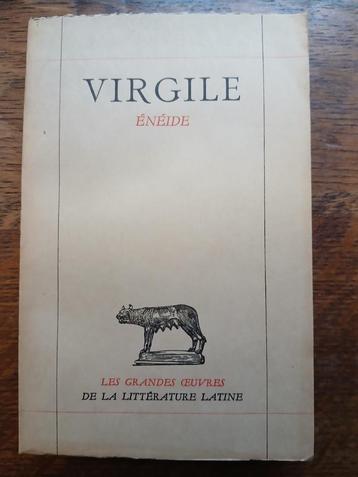 VIRGILE
ÉNÉIDE
LES GRANDES ŒUVRES
DE LA LITTÉRATURE LATINE